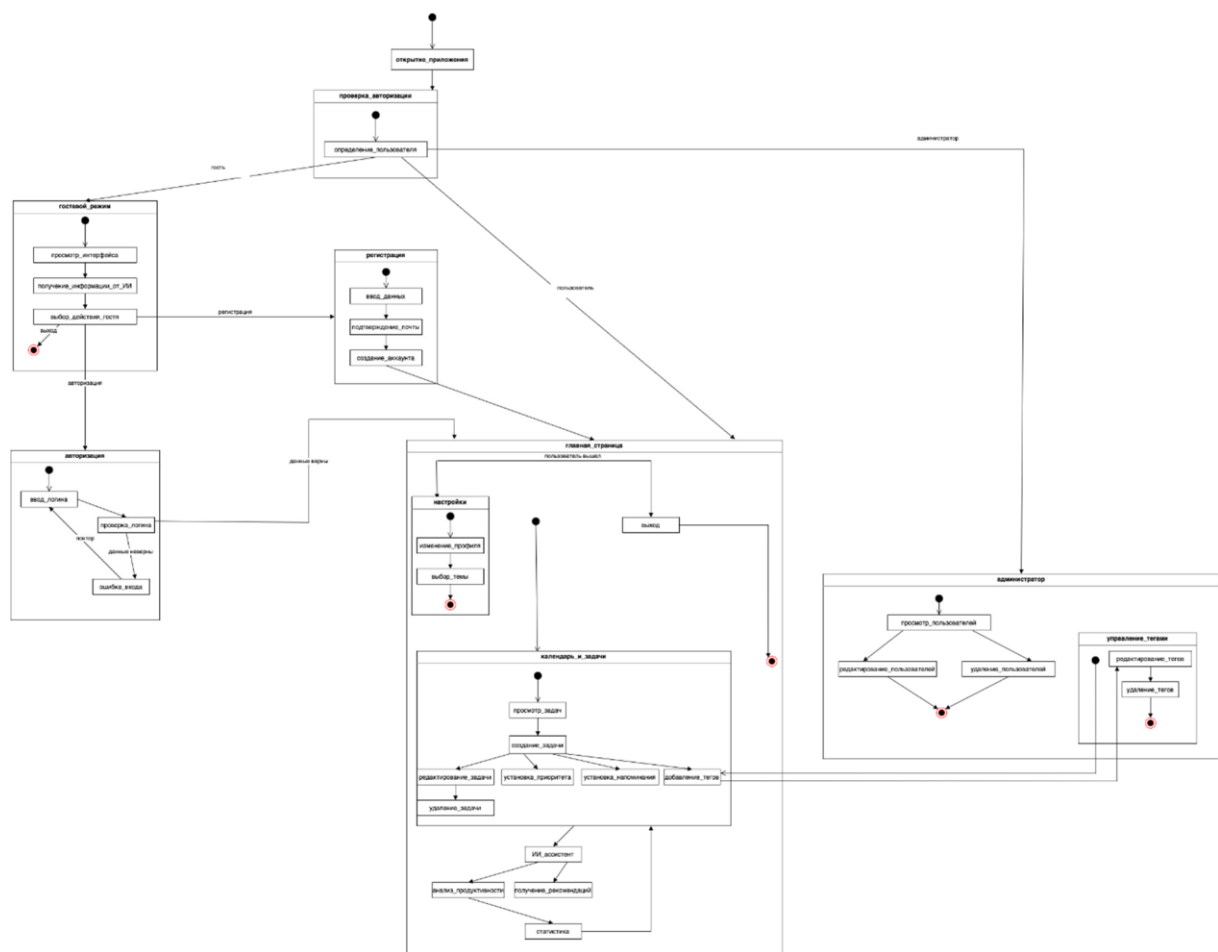 открытие_приложения
проверка_авторизации
определение_пользователя
администратор
гость
гостевой_режим
просмотр_интерфейса
получение_информации_от_ИИ
выбор_действия_гостя
выход
регистрация
регистрация
ввод_данных
подтверждение_почты
создание_аккаунта
пользователь
авторизация
авторизация
ввод_логина
проверка_логина
повтор
данные неверны
ошибка_входа
данные верны
главная_страница
пользователь вышел
настройки
изменение_профиля
выбор_темы
выход
календарь_и_задачи
просмотр_задач
создание_задачи
редактирование_задачи
установка_приоритета
установка_напоминания
добавление_тегов
удаление_задачи
ИИ_ассистент
анализ_продуктивности
получение_рекомендаций
статистика
администратор
просмотр_пользователей
редактирование_пользователей
удаление_пользователей
управление_тегами
редактирование_тегов
удаление_тегов